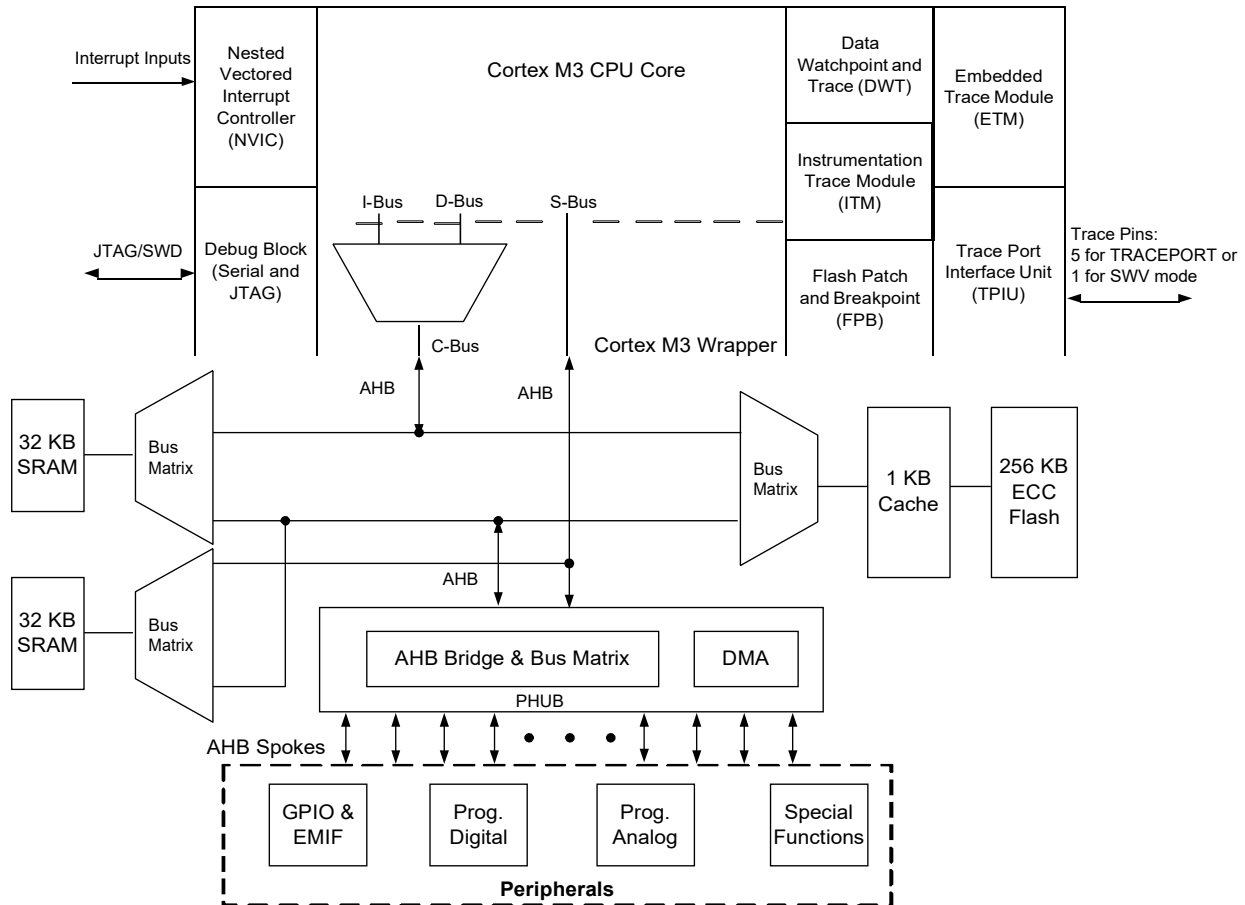 Interrupt Inputs
Nested
Vectored
Interrupt
Controller
(NVIC)
Cortex M3 CPU Core
Data
Watchpoint and
Trace (DWT)
Embedded
Trace Module
(ETM)
Instrumentation
Trace Module
(ITM)
I-Bus
D-Bus
S-Bus
JTAG/SWD
Debug Block
(Serial and
JTAG)
Flash Patch
and Breakpoint
(FPB)
Trace Port
Interface Unit
(TPIU)
Trace Pins:
5 for TRACEPORT or
1 for SWV mode
C-Bus
Cortex M3 Wrapper
AHB
AHB
32 KB
SRAM
Bus
Matrix
Bus
Matrix
1 KB
Cache
256 KB
ECC
Flash
AHB
32 KB
SRAM
Bus
Matrix
AHB Bridge & Bus Matrix
DMA
PHUB
AHB Spokes
GPIO &
EMIF
Prog.
Digital
Prog.
Analog
Special
Functions
Peripherals